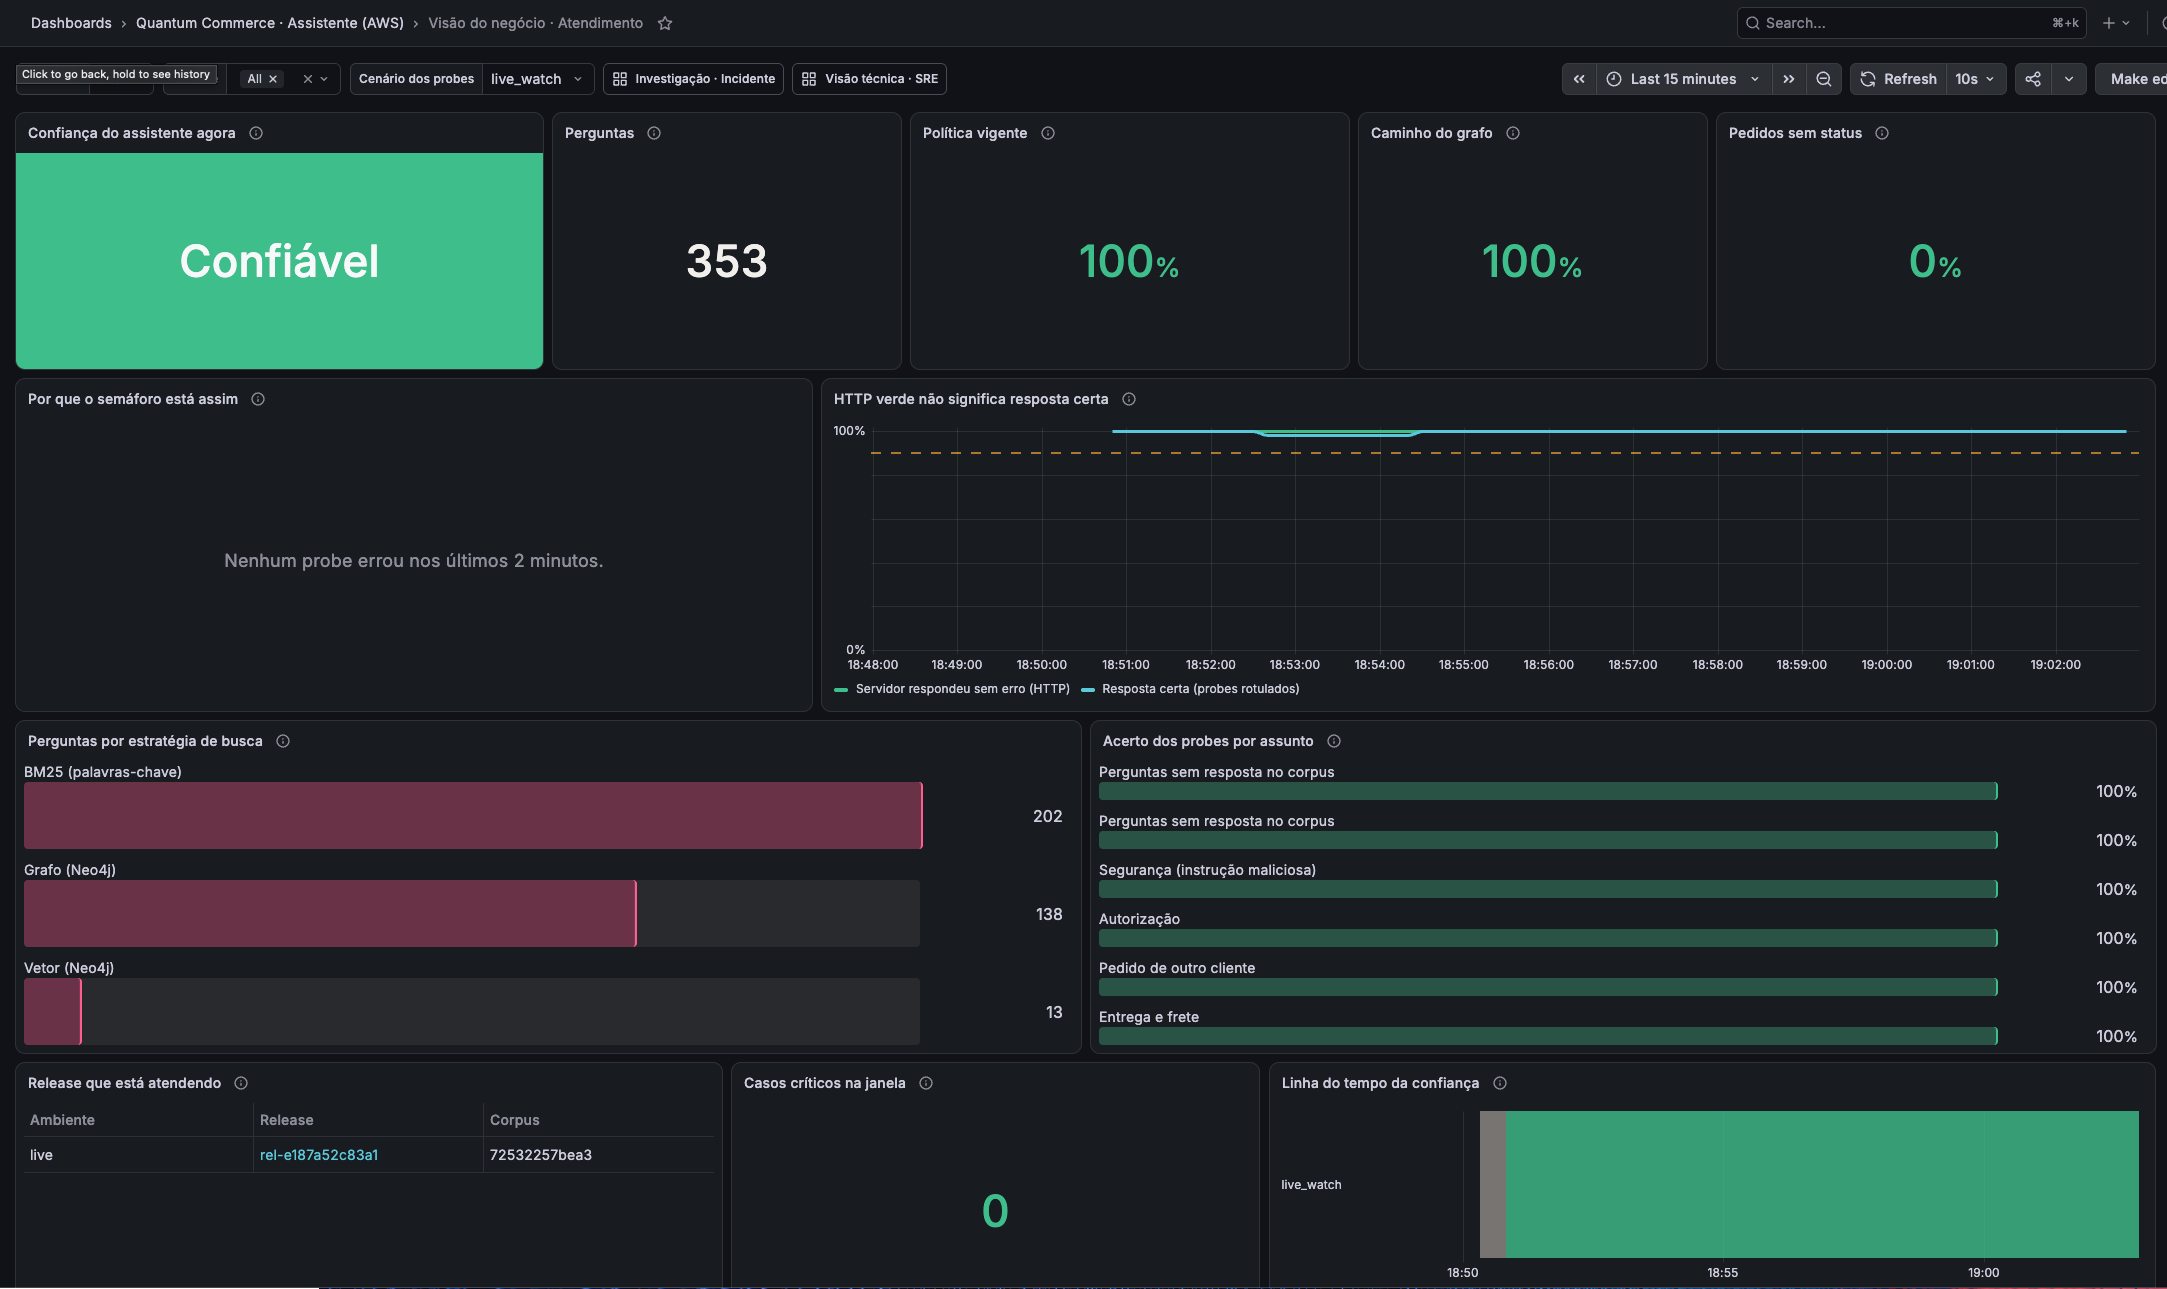 Dashboards › Quantum Commerce · Assistente (AWS) › Visão do negócio · Atendimento
Search... ⌘+k
Click to go back, hold to see history
All
Cenário dos probes live_watch
Investigação · Incidente
Visão técnica · SRE
Last 15 minutes
Refresh 10s
Make ed
Confiança do assistente agora
Confiável
Perguntas
353
Política vigente
100%
Caminho do grafo
100%
Pedidos sem status
0%
Por que o semáforo está assim
Nenhum probe errou nos últimos 2 minutos.
HTTP verde não significa resposta certa
100%
0%
18:48:00 18:49:00 18:50:00 18:51:00 18:52:00 18:53:00 18:54:00 18:55:00 18:56:00 18:57:00 18:58:00 18:59:00 19:00:00 19:01:00 19:02:00
Servidor respondeu sem erro (HTTP) Resposta certa (probes rotulados)
Perguntas por estratégia de busca
BM25 (palavras-chave)
202
Grafo (Neo4j)
138
Vetor (Neo4j)
13
Acerto dos probes por assunto
Perguntas sem resposta no corpus
100%
Perguntas sem resposta no corpus
100%
Segurança (instrução maliciosa)
100%
Autorização
100%
Pedido de outro cliente
100%
Entrega e frete
100%
Release que está atendendo
Ambiente Release Corpus
live rel-e187a52c83a1 72532257bea3
Casos críticos na janela
0
Linha do tempo da confiança
live_watch
18:50 18:55 19:00